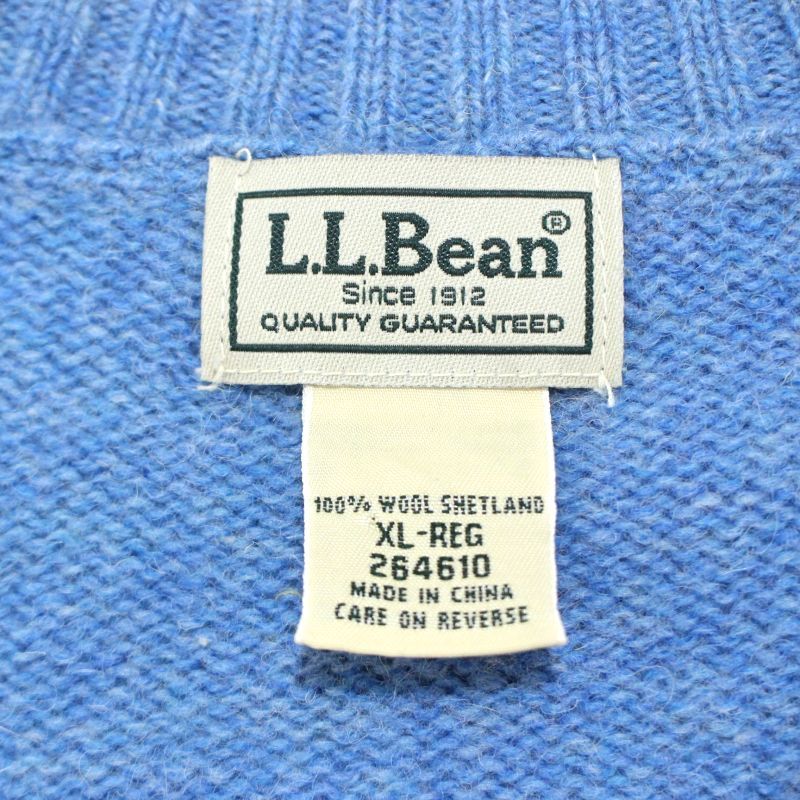 L.L.Bean®
Since 1912
QUALITY GUARANTEED
100% WOOL SHETLAND
XL-REG
264610
MADE IN CHINA
CARE ON REVERSE